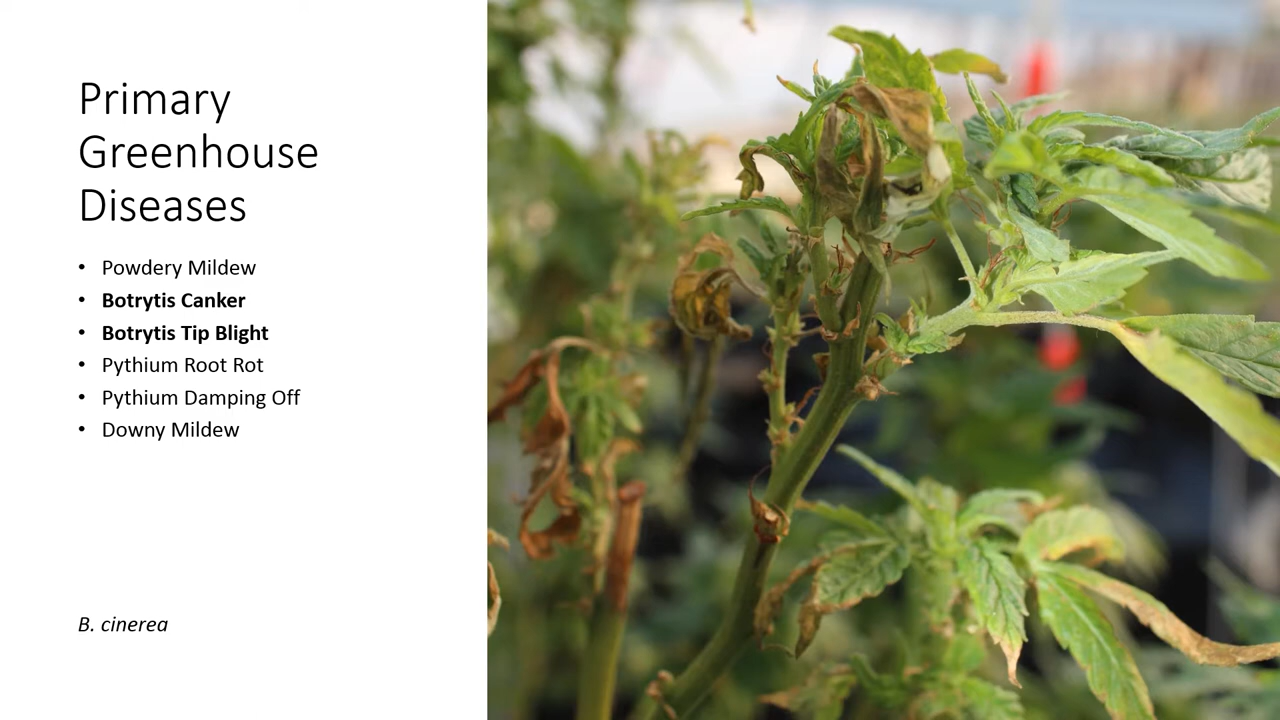 Primary
Greenhouse
Diseases
• Powdery Mildew
• Botrytis Canker
• Botrytis Tip Blight
• Pythium Root Rot
• Pythium Damping Off
• Downy Mildew
B. cinerea